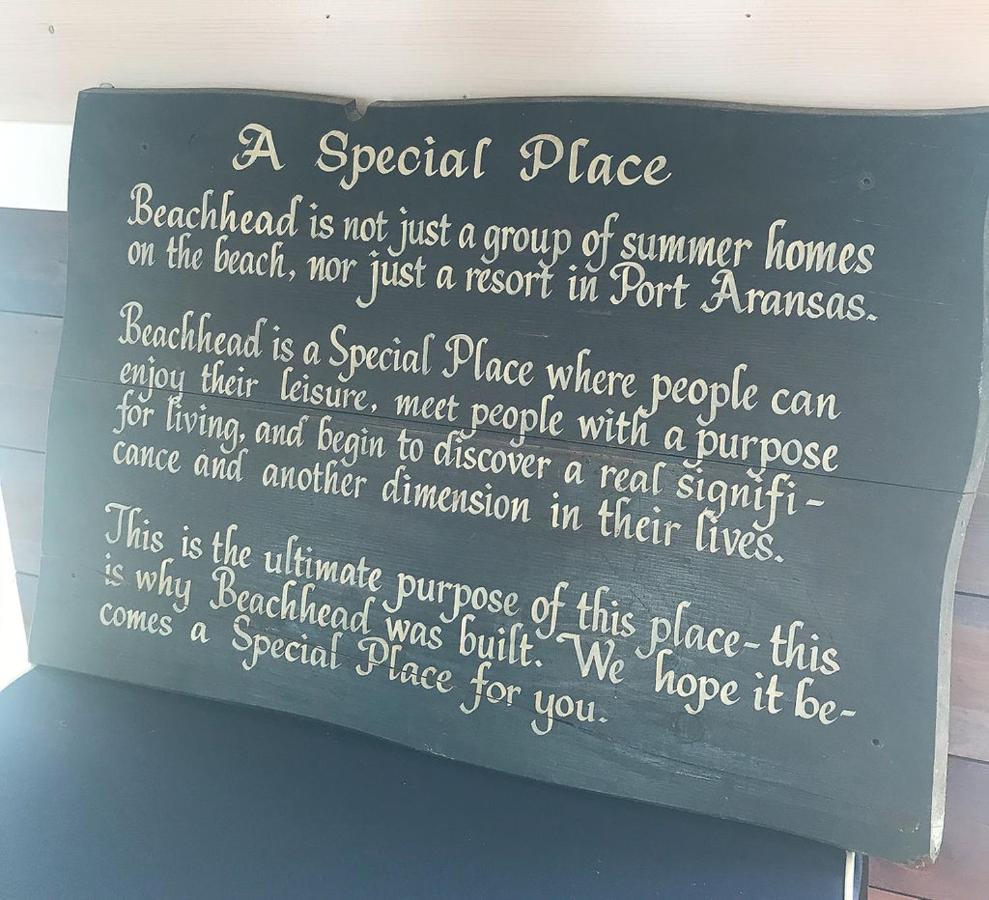 A Special Place
Beachhead is not just a group of summer homes
on the beach, nor just a resort in Port Aransas.
Beachhead is a Special Place where people can
enjoy their leisure, meet people with a purpose
for living, and begin to discover a real signifi-
cance and another dimension in their lives.
This is the ultimate purpose of this place- this
is why Beachhead was built. We hope it be-
comes a Special Place for you.